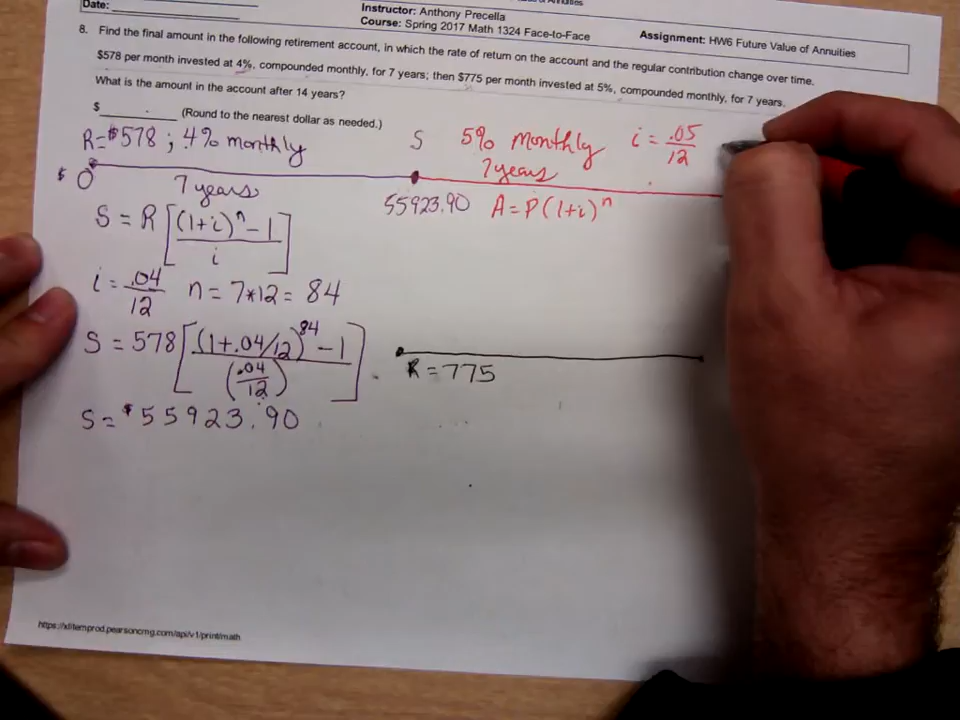 Date:
Instructor: Anthony Precella
Course: Spring 2017 Math 1324 Face-to-Face
Assignment: HW6 Future Value of Annuities
8. Find the final amount in the following retirement account, in which the rate of return on the account and the regular contribution change over time.
$578 per month invested at 4%, compounded monthly, for 7 years; then $775 per month invested at 5%, compounded monthly, for 7 years.
What is the amount in the account after 14 years?
$ (Round to the nearest dollar as needed.)
R=$578 ; 4% monthly
S 5% monthly i = .05/12
7 years
$ 0
7 years
55923.90 A = P(1+i)^n
S = R[((1+i)^n - 1)/i]
i = .04/12 n = 7*12 = 84
S = 578[((1+.04/12)^84 - 1)/(.04/12)].
R = 775
S = $55923.90
https://xlitemprod.pearsoncmg.com/api/v1/print/math